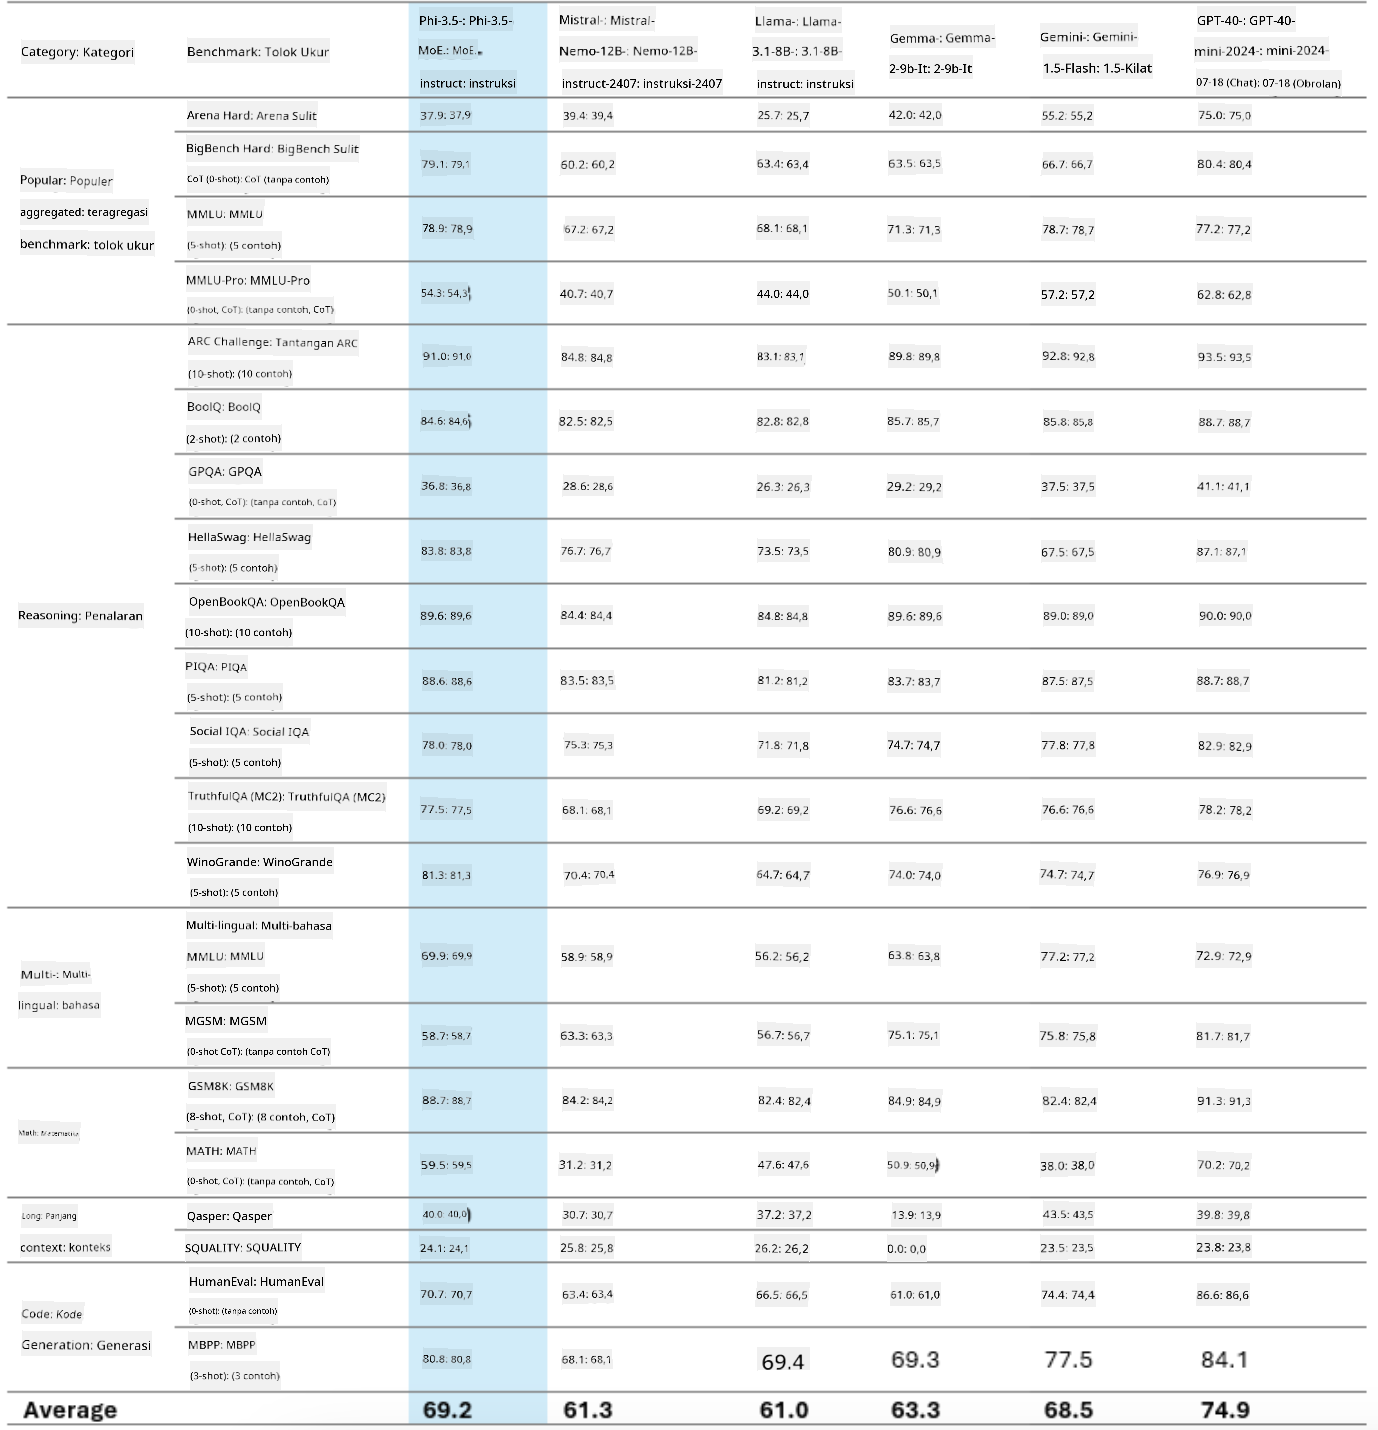 Category: Kategori
Benchmark: Tolok Ukur
Phi-3.5-: Phi-3.5-
MoE.: MoE.
instruct: instruksi
Mistral-: Mistral-
Nemo-12B-: Nemo-12B-
instruct-2407: instruksi-2407
Llama-: Llama-
3.1-8B-: 3.1-8B-
instruct: instruksi
Gemma-: Gemma-
2-9b-It: 2-9b-It
Gemini-: Gemini-
1.5-Flash: 1.5-Kilat
GPT-40-: GPT-40-
mini-2024-: mini-2024-
07-18 (Chat): 07-18 (Obrolan)
Popular: Populer
aggregated: teragregasi
benchmark: tolok ukur
Arena Hard: Arena Sulit
37.9: 37,9
39.4: 39,4
25.7: 25,7
42.0: 42,0
55.2: 55,2
75.0: 75,0
BigBench Hard: BigBench Sulit
CoT (0-shot): CoT (tanpa contoh)
79.1: 79,1
60.2: 60,2
63.4: 63,4
63.5: 63,5
66.7: 66,7
80.4: 80,4
MMLU: MMLU
(5-shot): (5 contoh)
78.9: 78,9
67.2: 67,2
68.1: 68,1
71.3: 71,3
78.7: 78,7
77.2: 77,2
MMLU-Pro: MMLU-Pro
(0-shot, CoT): (tanpa contoh, CoT)
54.3: 54,3
40.7: 40,7
44.0: 44,0
50.1: 50,1
57.2: 57,2
62.8: 62,8
Reasoning: Penalaran
ARC Challenge: Tantangan ARC
(10-shot): (10 contoh)
91.0: 91,0
84.8: 84,8
83.1: 83,1
89.8: 89,8
92.8: 92,8
93.5: 93,5
BoolQ: BoolQ
(2-shot): (2 contoh)
84.6: 84,6
82.5: 82,5
82.8: 82,8
85.7: 85,7
85.8: 85,8
88.7: 88,7
GPQA: GPQA
(0-shot, CoT): (tanpa contoh, CoT)
36.8: 36,8
28.6: 28,6
26.3: 26,3
29.2: 29,2
37.5: 37,5
41.1: 41,1
HellaSwag: HellaSwag
(5-shot): (5 contoh)
83.8: 83,8
76.7: 76,7
73.5: 73,5
80.9: 80,9
67.5: 67,5
87.1: 87,1
OpenBookQA: OpenBookQA
(10-shot): (10 contoh)
89.6: 89,6
84.4: 84,4
84.8: 84,8
89.6: 89,6
89.0: 89,0
90.0: 90,0
PIQA: PIQA
(5-shot): (5 contoh)
88.6: 88,6
83.5: 83,5
81.2: 81,2
83.7: 83,7
87.5: 87,5
88.7: 88,7
Social IQA: Social IQA
(5-shot): (5 contoh)
78.0: 78,0
75.3: 75,3
71.8: 71,8
74.7: 74,7
77.8: 77,8
82.9: 82,9
TruthfulQA (MC2): TruthfulQA (MC2)
(10-shot): (10 contoh)
77.5: 77,5
68.1: 68,1
69.2: 69,2
76.6: 76,6
76.6: 76,6
78.2: 78,2
WinoGrande: WinoGrande
(5-shot): (5 contoh)
81.3: 81,3
70.4: 70,4
64.7: 64,7
74.0: 74,0
74.7: 74,7
76.9: 76,9
Multi-: Multi-
lingual: bahasa
Multi-lingual: Multi-bahasa
MMLU: MMLU
(5-shot): (5 contoh)
69.9: 69,9
58.9: 58,9
56.2: 56,2
63.8: 63,8
77.2: 77,2
72.9: 72,9
MGSM: MGSM
(0-shot CoT): (tanpa contoh CoT)
58.7: 58,7
63.3: 63,3
56.7: 56,7
75.1: 75,1
75.8: 75,8
81.7: 81,7
Math: Matematika
GSM8K: GSM8K
(8-shot, CoT): (8 contoh, CoT)
88.7: 88,7
84.2: 84,2
82.4: 82,4
84.9: 84,9
82.4: 82,4
91.3: 91,3
MATH: MATH
(0-shot, CoT): (tanpa contoh, CoT)
59.5: 59,5
31.2: 31,2
47.6: 47,6
50.9: 50,9
38.0: 38,0
70.2: 70,2
Long: Panjang
context: konteks
Qasper: Qasper
40.0: 40,0
30.7: 30,7
37.2: 37,2
13.9: 13,9
43.5: 43,5
39.8: 39,8
SQUALITY: SQUALITY
24.1: 24,1
25.8: 25,8
26.2: 26,2
0.0: 0,0
23.5: 23,5
23.8: 23,8
Code: Kode
Generation: Generasi
HumanEval: HumanEval
(0-shot): (tanpa contoh)
70.7: 70,7
63.4: 63,4
66.5: 66,5
61.0: 61,0
74.4: 74,4
86.6: 86,6
MBPP: MBPP
(3-shot): (3 contoh)
80.8: 80,8
68.1: 68,1
69.4
69.3
77.5
84.1
Average
69.2
61.3
61.0
63.3
68.5
74.9